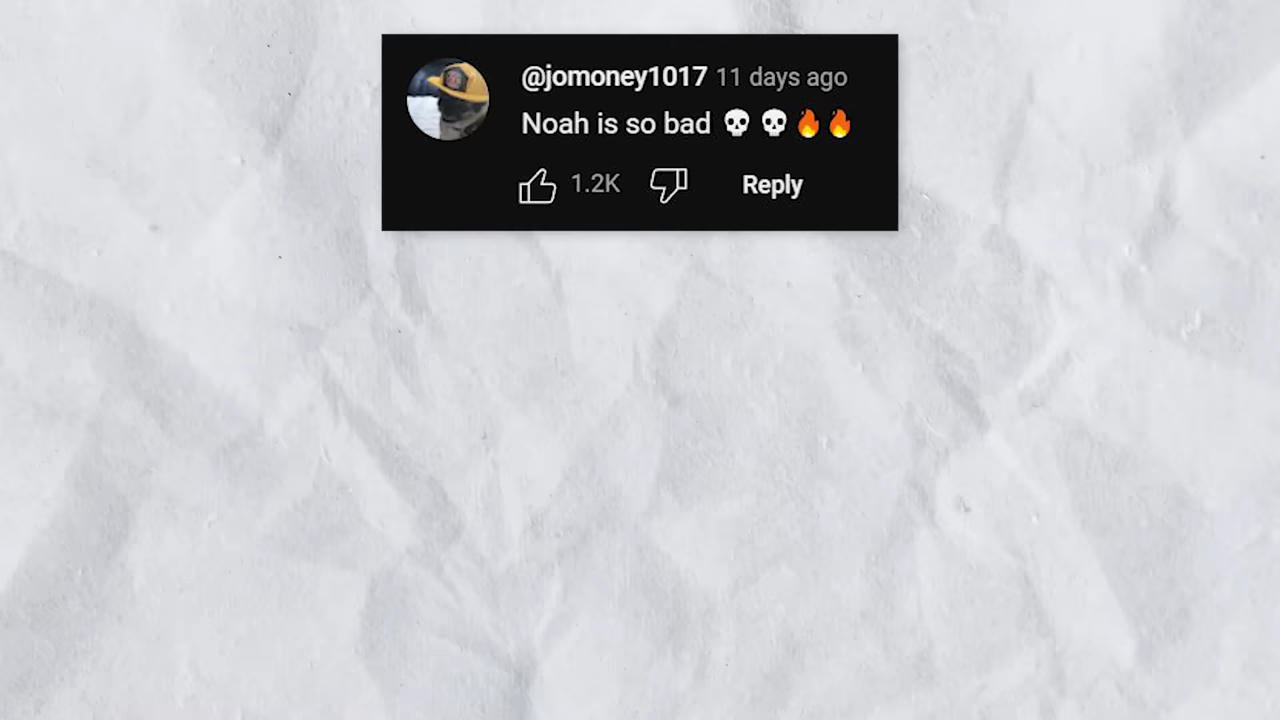 @jomoney1017 11 days ago
Noah is so bad 💀 💀 🔥🔥
1.2K Reply